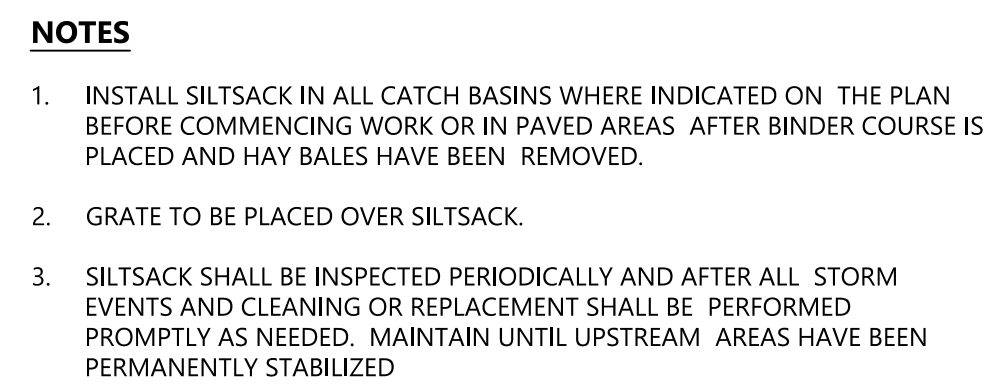 NOTES
1. INSTALL SILTSACK IN ALL CATCH BASINS WHERE INDICATED ON THE PLAN
BEFORE COMMENCING WORK OR IN PAVED AREAS AFTER BINDER COURSE IS
PLACED AND HAY BALES HAVE BEEN REMOVED.
2. GRATE TO BE PLACED OVER SILTSACK.
3. SILTSACK SHALL BE INSPECTED PERIODICALLY AND AFTER ALL STORM
EVENTS AND CLEANING OR REPLACEMENT SHALL BE PERFORMED
PROMPTLY AS NEEDED. MAINTAIN UNTIL UPSTREAM AREAS HAVE BEEN
PERMANENTLY STABILIZED